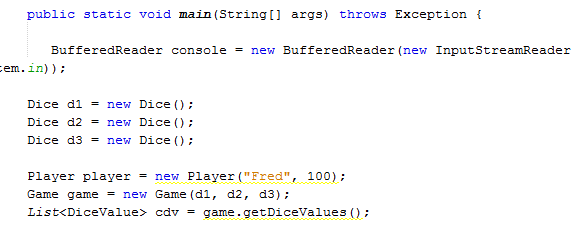 public static void main(String[] args) throws Exception {
BufferedReader console = new BufferedReader(new InputStreamReader
tem.in));
Dice d1 = new Dice();
Dice d2 = new Dice();
Dice d3 = new Dice();
Player player = new Player("Fred", 100);
Game game = new Game(d1, d2, d3);
List<DiceValue> cdv = game.getDiceValues();